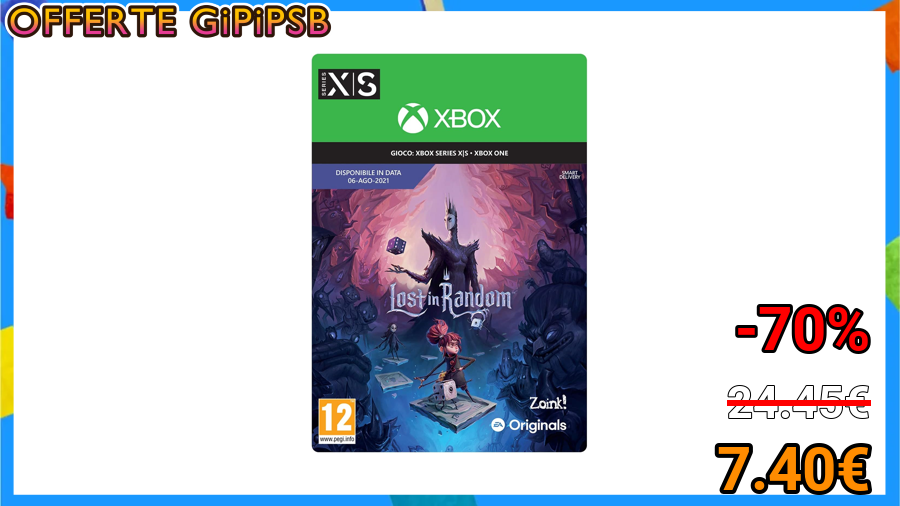 OFFERTE GiPiPSB
SERIES X|S
XBOX
GIOCO: XBOX SERIES X|S • XBOX ONE
DISPONIBILE IN DATA
06-AGO-2021
SMART
DELIVERY
Lost in Random
-70%
24.45€
7.40€
Zoink!
EA Originals
12
www.pegi.info